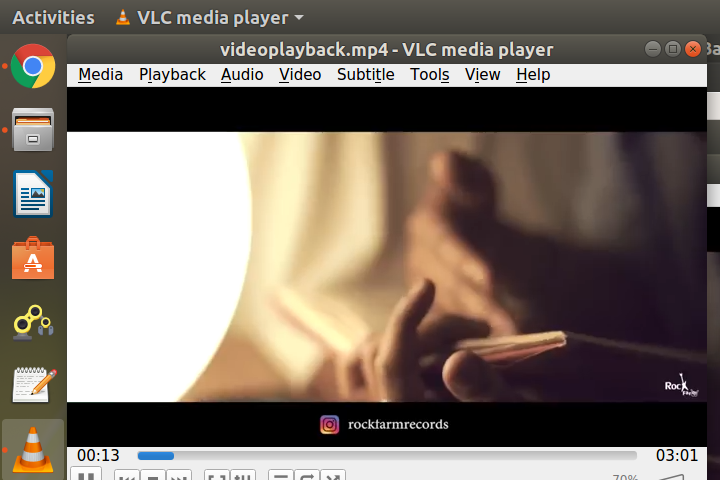 Activities VLC media player
videoplayback.mp4 - VLC media player
Media Playback Audio Video Subtitle Tools View Help
Rock
rockfarmrecords
00:13 03:01
70%